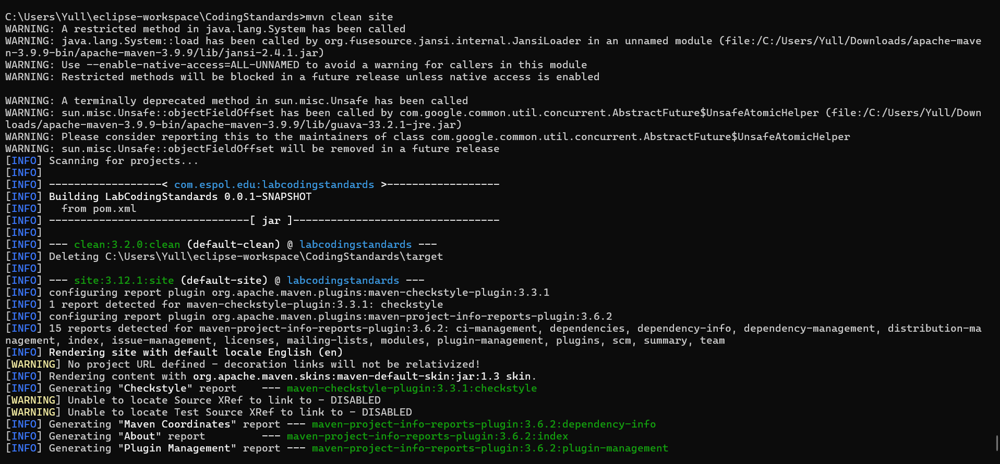 C:\Users\Yull\eclipse-workspace\CodingStandards>mvn clean site
WARNING: A restricted method in java.lang.System has been called
WARNING: java.lang.System::load has been called by org.fusesource.jansi.internal.JansiLoader in an unnamed module (file:/C:/Users/Yull/Downloads/apache-mave
n-3.9.9-bin/apache-maven-3.9.9/lib/jansi-2.4.1.jar)
WARNING: Use --enable-native-access=ALL-UNNAMED to avoid a warning for callers in this module
WARNING: Restricted methods will be blocked in a future release unless native access is enabled

WARNING: A terminally deprecated method in sun.misc.Unsafe has been called
WARNING: sun.misc.Unsafe::objectFieldOffset has been called by com.google.common.util.concurrent.AbstractFuture$UnsafeAtomicHelper (file:/C:/Users/Yull/Down
loads/apache-maven-3.9.9-bin/apache-maven-3.9.9/lib/guava-33.2.1-jre.jar)
WARNING: Please consider reporting this to the maintainers of class com.google.common.util.concurrent.AbstractFuture$UnsafeAtomicHelper
WARNING: sun.misc.Unsafe::objectFieldOffset will be removed in a future release
[INFO] Scanning for projects...
[INFO]
[INFO] ------------------< com.espol.edu:labcodingstandards >------------------
[INFO] Building LabCodingStandards 0.0.1-SNAPSHOT
[INFO]   from pom.xml
[INFO] --------------------------------[ jar ]---------------------------------
[INFO]
[INFO] --- clean:3.2.0:clean (default-clean) @ labcodingstandards ---
[INFO] Deleting C:\Users\Yull\eclipse-workspace\CodingStandards\target
[INFO]
[INFO] --- site:3.12.1:site (default-site) @ labcodingstandards ---
[INFO] configuring report plugin org.apache.maven.plugins:maven-checkstyle-plugin:3.3.1
[INFO] 1 report detected for maven-checkstyle-plugin:3.3.1: checkstyle
[INFO] configuring report plugin org.apache.maven.plugins:maven-project-info-reports-plugin:3.6.2
[INFO] 15 reports detected for maven-project-info-reports-plugin:3.6.2: ci-management, dependencies, dependency-info, dependency-management, distribution-ma
nagement, index, issue-management, licenses, mailing-lists, modules, plugin-management, plugins, scm, summary, team
[INFO] Rendering site with default locale English (en)
[WARNING] No project URL defined - decoration links will not be relativized!
[INFO] Rendering content with org.apache.maven.skins:maven-default-skin:jar:1.3 skin.
[INFO] Generating "Checkstyle" report    --- maven-checkstyle-plugin:3.3.1:checkstyle
[WARNING] Unable to locate Source XRef to link to - DISABLED
[WARNING] Unable to locate Test Source XRef to link to - DISABLED
[INFO] Generating "Maven Coordinates" report --- maven-project-info-reports-plugin:3.6.2:dependency-info
[INFO] Generating "About" report         --- maven-project-info-reports-plugin:3.6.2:index
[INFO] Generating "Plugin Management" report --- maven-project-info-reports-plugin:3.6.2:plugin-management